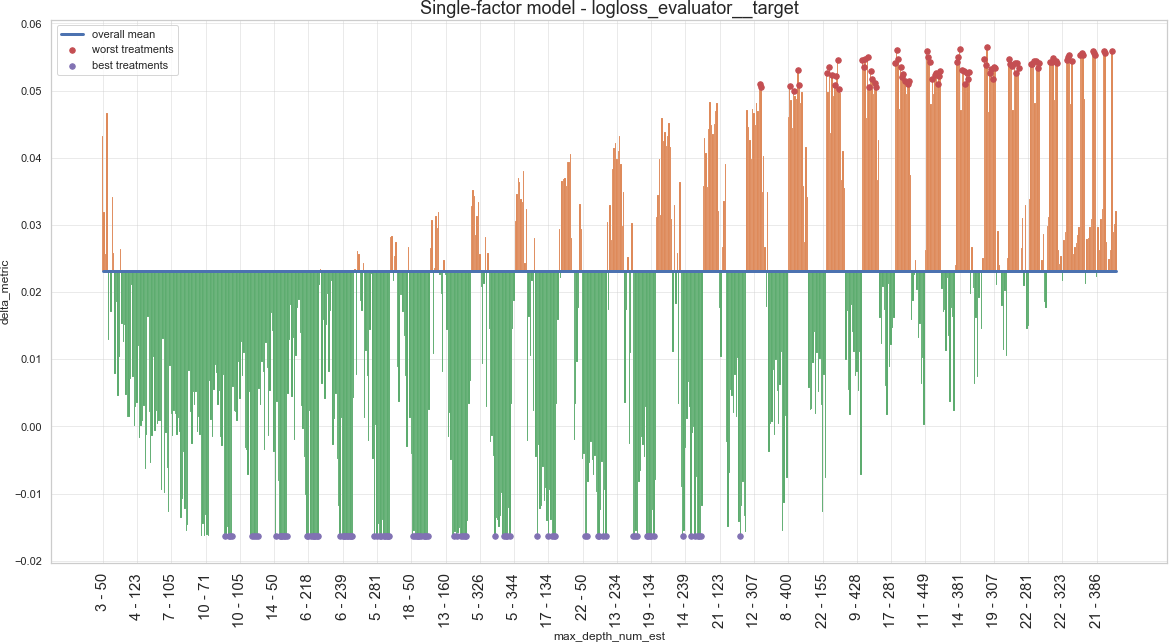 Single-factor model - logloss_evaluator__target
overall mean
worst treatments
best treatments
delta_metric
0.06
0.05
0.04
0.03
0.02
0.01
0.00
−0.01
−0.02
3 - 50
4 - 123
7 - 105
10 - 71
10 - 105
14 - 50
6 - 218
6 - 239
5 - 281
18 - 50
13 - 160
5 - 326
5 - 344
17 - 134
22 - 50
13 - 234
19 - 134
14 - 239
21 - 123
12 - 307
8 - 400
22 - 155
9 - 428
17 - 281
11 - 449
14 - 381
19 - 307
22 - 281
22 - 323
21 - 386
max_depth_num_est